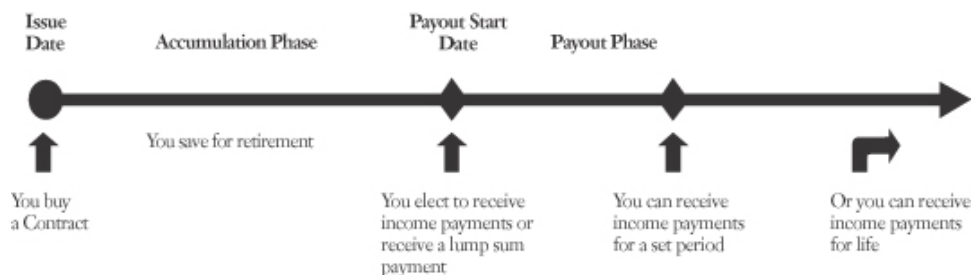 Issue
Date
Accumulation Phase
Payout Start
Date
Payout Phase
You save for retirement
You buy
a Contract
You elect to receive
income payments or
receive a lump sum
payment
You can receive
income payments
for a set period
Or you can receive
income payments
for life